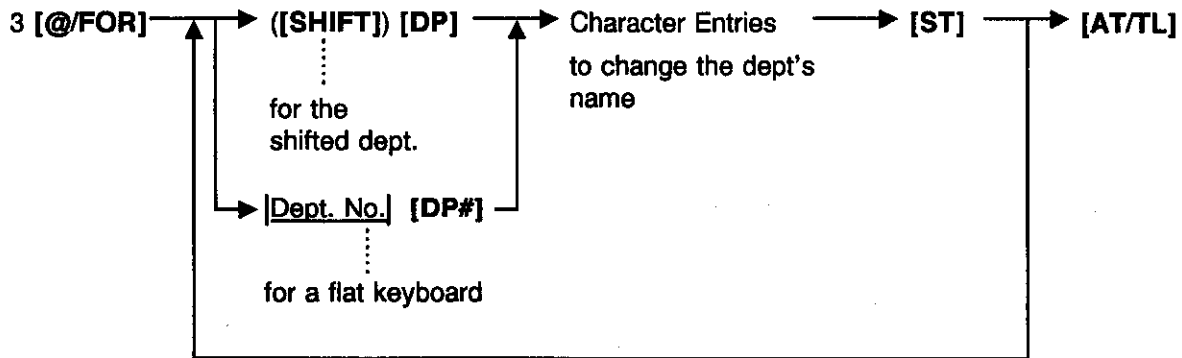 3 [@/FOR] ([SHIFT]) [DP] Character Entries [ST] [AT/TL]
to change the dept's
name
for the
shifted dept.
Dept. No. [DP#]
for a flat keyboard